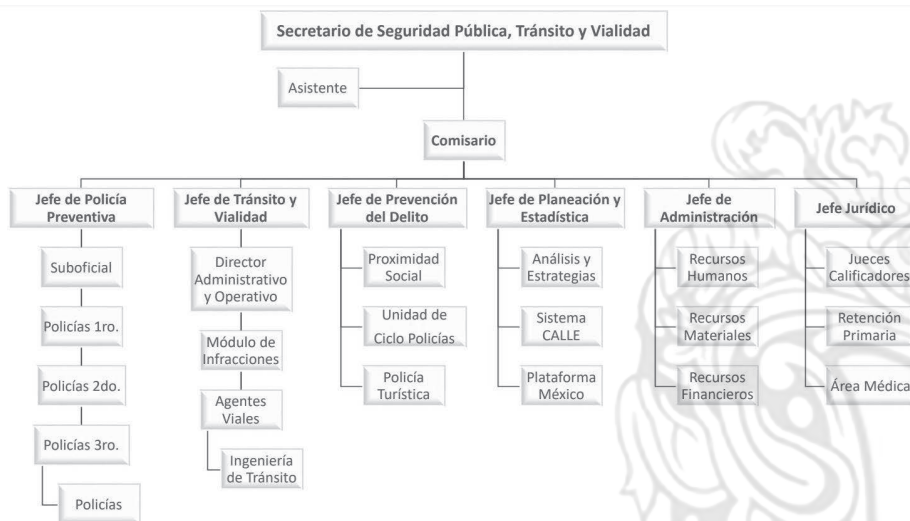 Secretario de Seguridad Pública, Tránsito y Vialidad
Asistente
Comisario
Jefe de Policía
Preventiva
Suboficial
Policías 1ro.
Policías 2do.
Policías 3ro.
Policías
Jefe de Tránsito y
Vialidad
Director
Administrativo
y Operativo
Módulo de
Infracciones
Agentes
Viales
Ingeniería
de Tránsito
Jefe de Prevención
del Delito
Proximidad
Social
Unidad de
Ciclo Policías
Policía
Turística
Jefe de Planeación y
Estadística
Análisis y
Estrategias
Sistema
CALLE
Plataforma
México
Jefe de
Administración
Recursos
Humanos
Recursos
Materiales
Recursos
Financieros
Jefe Jurídico
Jueces
Calificadores
Retención
Primaria
Área Médica